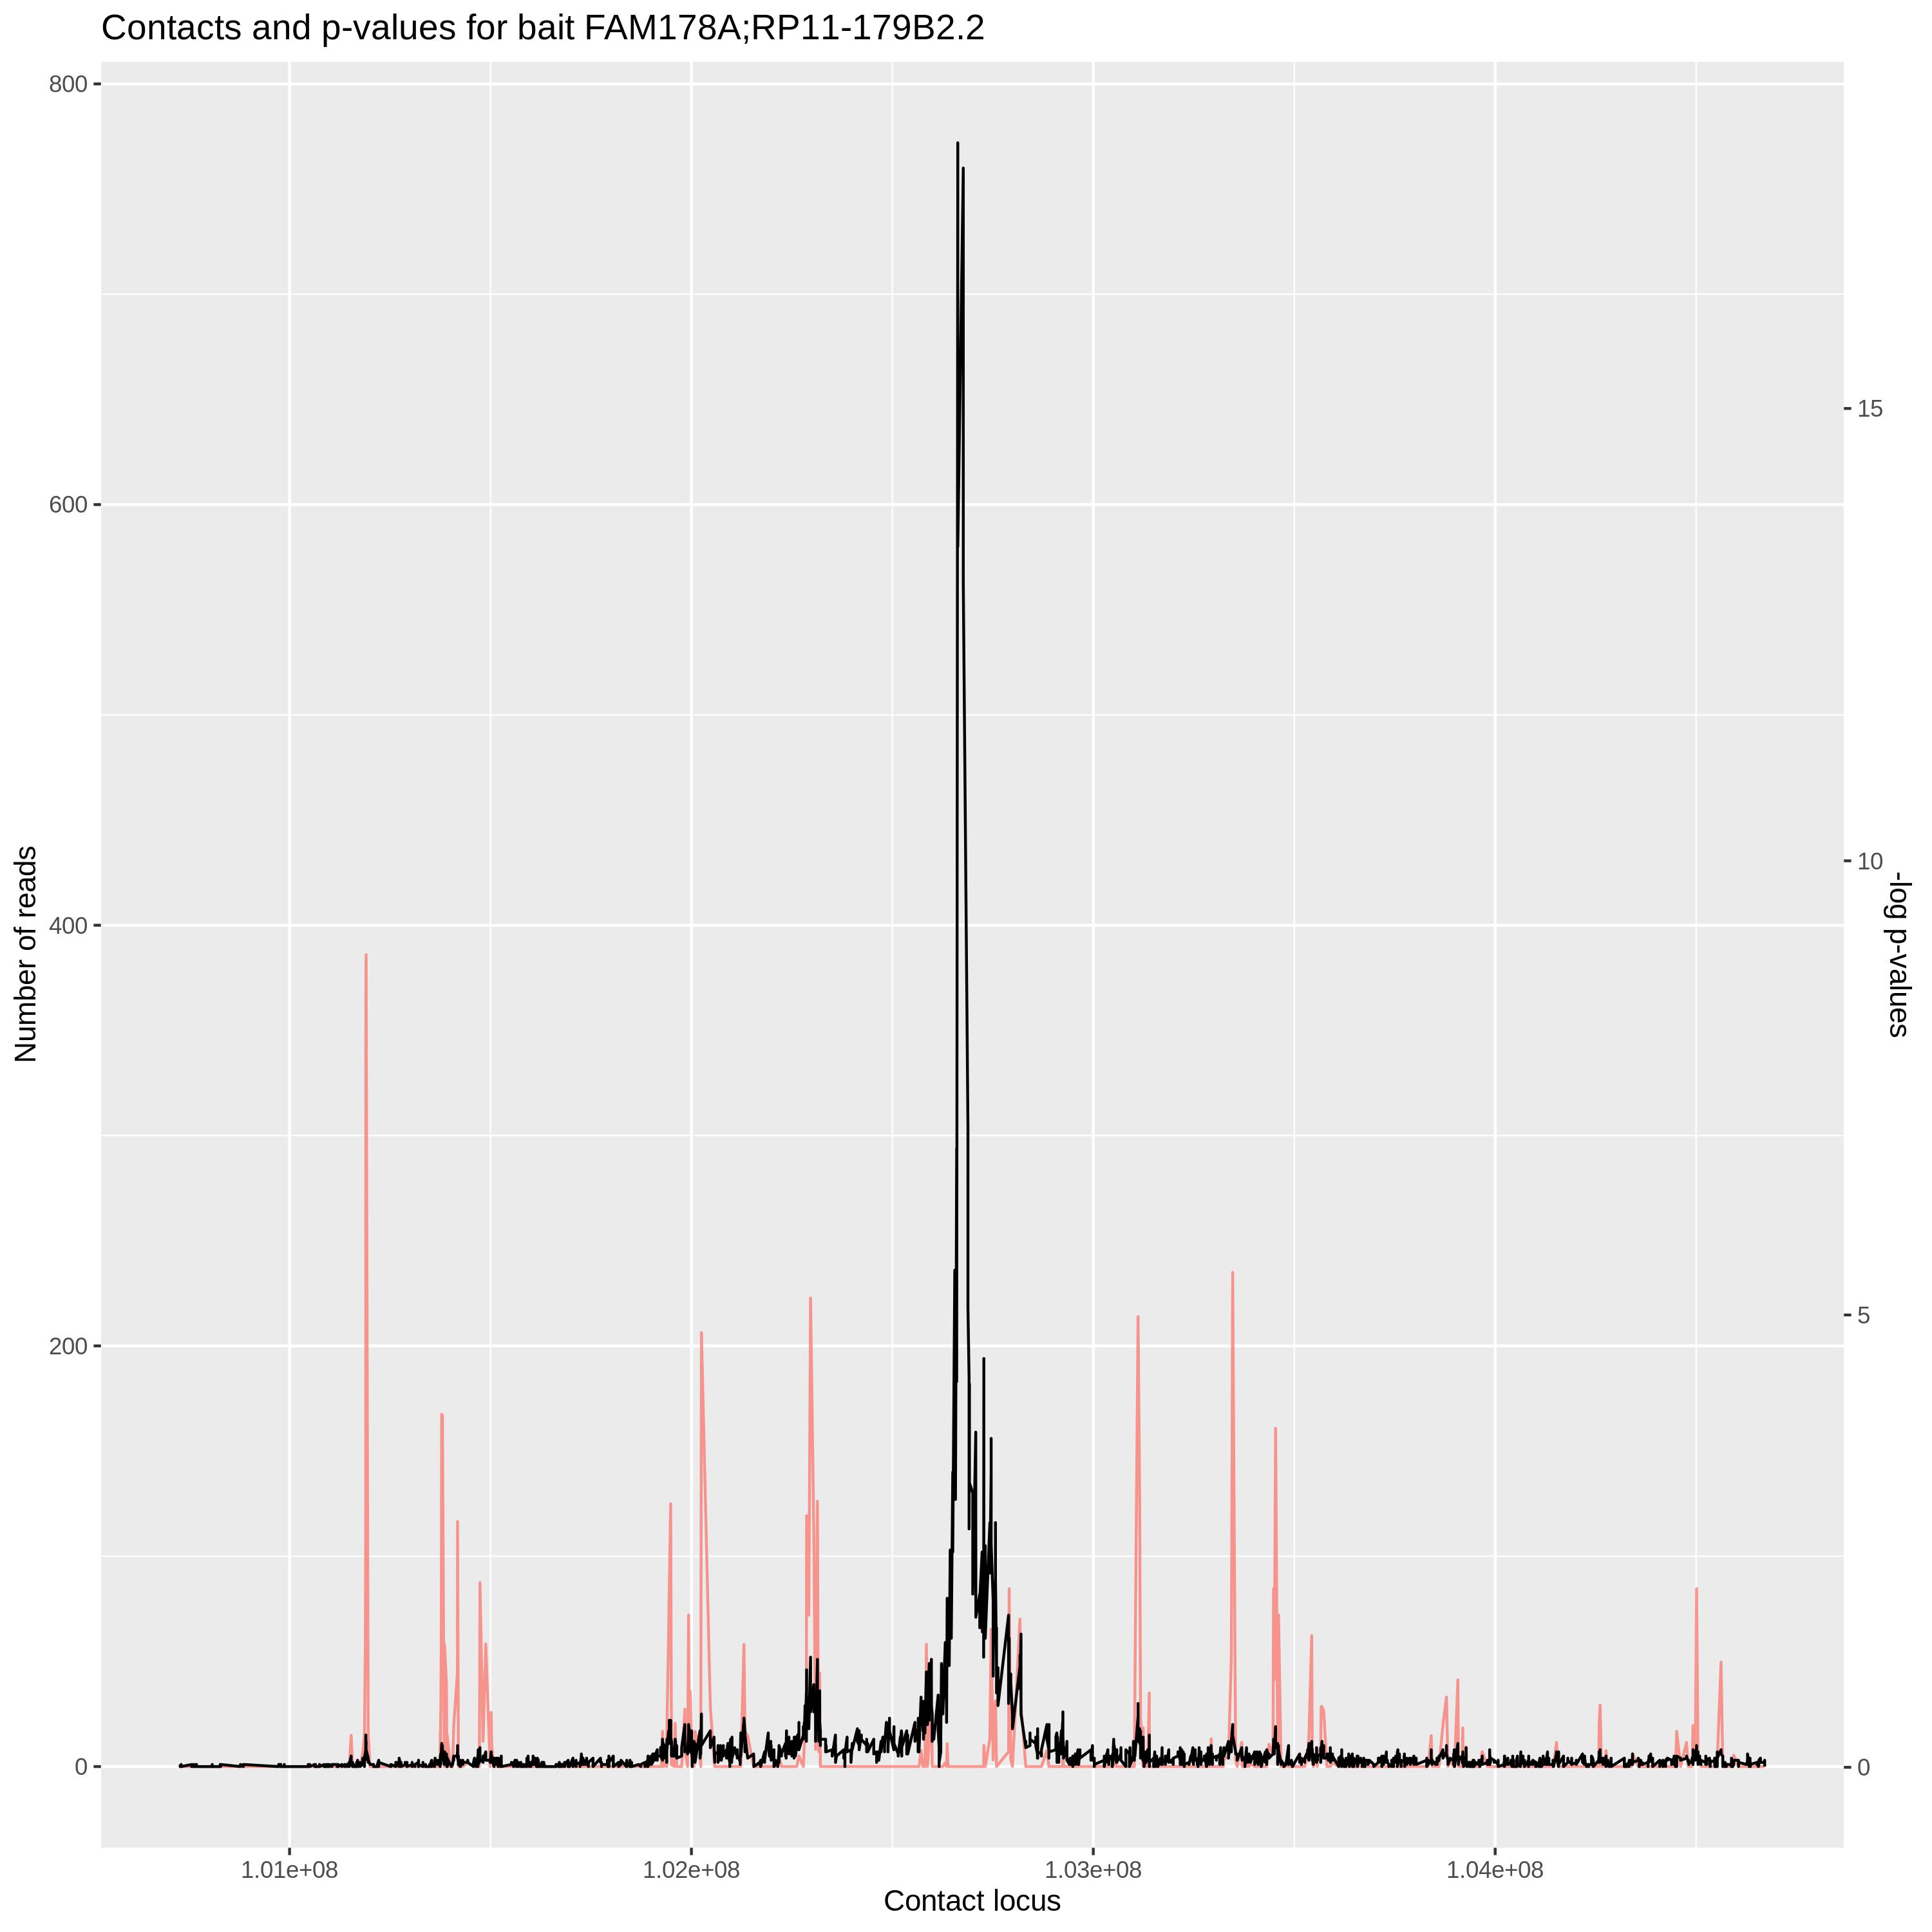 Contacts and p-values for bait FAM178A;RP11-179B2.2
800
600
400
200
0
15
10
5
0
Number of reads
-log p-values
1.01e+08
1.02e+08
1.03e+08
1.04e+08
Contact locus